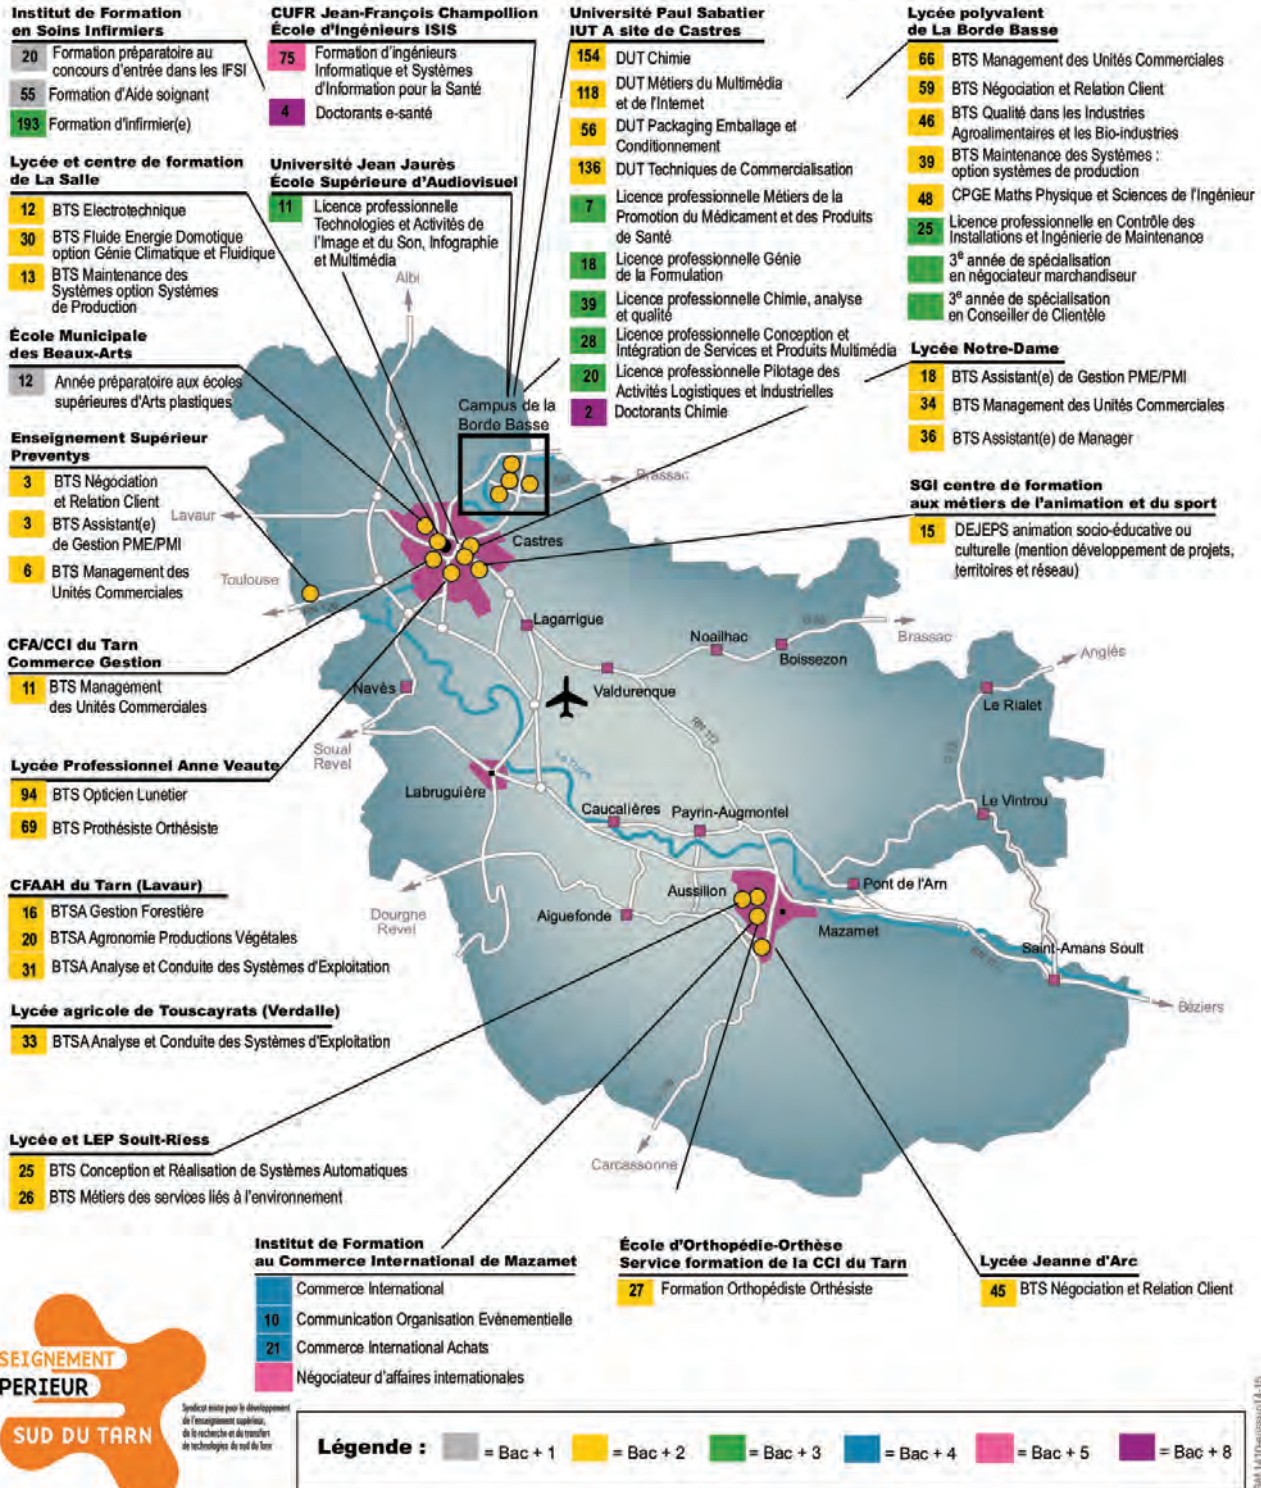 Institut de Formation
en Soins Infirmiers
20 Formation préparatoire au
concours d'entrée dans les IFSI
55 Formation d'Aide soignant
193 Formation d'infirmier(e)
CUFR Jean-François Champollion
École d'Ingénieurs ISIS
75 Formation d'ingénieurs
Informatique et Systèmes
d'Information pour la Santé
4 Doctorants e-santé
Université Paul Sabatier
IUT A site de Castres
154 DUT Chimie
118 DUT Métiers du Multimédia
et de l'Internet
56 DUT Packaging Emballage et
Conditionnement
136 DUT Techniques de Commercialisation
7 Licence professionnelle Métiers de la
Promotion du Médicament et des Produits
de Santé
18 Licence professionnelle Génie
de la Formulation
39 Licence professionnelle Chimie, analyse
et qualité
28 Licence professionnelle Conception et
Intégration de Services et Produits Multimédia
20 Licence professionnelle Pilotage des
Activités Logistiques et Industrielles
2 Doctorants Chimie
Lycée polyvalent
de La Borde Basse
66 BTS Management des Unités Commerciales
59 BTS Négociation et Relation Client
46 BTS Qualité dans les Industries
Agroalimentaires et les Bio-industries
39 BTS Maintenance des Systèmes :
option systèmes de production
48 CPGE Maths Physique et Sciences de l'Ingénieur
25 Licence professionnelle en Contrôle des
Installations et Ingénierie de Maintenance
3e année de spécialisation
en négociateur marchandiseur
3e année de spécialisation
en Conseiller de Clientèle
Lycée et centre de formation
de La Salle
12 BTS Electrotechnique
30 BTS Fluide Energie Domotique
option Génie Climatique et Fluidique
13 BTS Maintenance des
Systèmes option Systèmes
de Production
Université Jean Jaurès
École Supérieure d'Audiovisuel
11 Licence professionnelle
Technologies et Activités de
l'Image et du Son, Infographie
et Multimédia
École Municipale
des Beaux-Arts
12 Année préparatoire aux écoles
supérieures d'Arts plastiques
Lycée Notre-Dame
18 BTS Assistant(e) de Gestion PME/PMI
34 BTS Management des Unités Commerciales
36 BTS Assistant(e) de Manager
Enseignement Supérieur
Preventys
3 BTS Négociation
et Relation Client
3 BTS Assistant(e)
de Gestion PME/PMI
6 BTS Management des
Unités Commerciales
SGI centre de formation
aux métiers de l'animation et du sport
15 DEJEPS animation socio-éducative ou
culturelle (mention développement de projets,
territoires et réseau)
CFA/CCI du Tarn
Commerce Gestion
11 BTS Management
des Unités Commerciales
Lycée Professionnel Anne Veaute
94 BTS Opticien Lunetier
69 BTS Prothésiste Orthésiste
CFAAH du Tarn (Lavaur)
16 BTSA Gestion Forestière
20 BTSA Agronomie Productions Végétales
31 BTSA Analyse et Conduite des Systèmes d'Exploitation
Lycée agricole de Touscayrats (Verdalle)
33 BTSA Analyse et Conduite des Systèmes d'Exploitation
Lycée et LEP Soult-Riess
25 BTS Conception et Réalisation de Systèmes Automatiques
26 BTS Métiers des services liés à l'environnement
Albi
Campus de la
Borde Basse
Brassac
Lavaur
Castres
Toulouse
Lagarrigue
Noailhac
Boissezon
Brassac
Anglés
Valdurenque
Navès
Le Rialet
RN 112
Soual
Revel
Labruguière
Caucalières
Payrin-Augmontel
Le Vintrou
Aussillon
Pont de l'Arn
Dourgne
Revel
Aiguefonde
Mazamet
Saint-Amans Soult
Béziers
Carcassonne
Institut de Formation
au Commerce International de Mazamet
Commerce International
10 Communication Organisation Evènementielle
21 Commerce International Achats
Négociateur d'affaires internationales
École d'Orthopédie-Orthèse
Service formation de la CCI du Tarn
27 Formation Orthopédiste Orthésiste
Lycée Jeanne d'Arc
45 BTS Négociation et Relation Client
SEIGNEMENT
PERIEUR
SUD DU TARN
Syndicat mixte pour le développement
de l'enseignement supérieur,
de la recherche et du transfert
de technologies du sud du Tarn
Légende : = Bac + 1 = Bac + 2 = Bac + 3 = Bac + 4 = Bac + 5 = Bac + 8